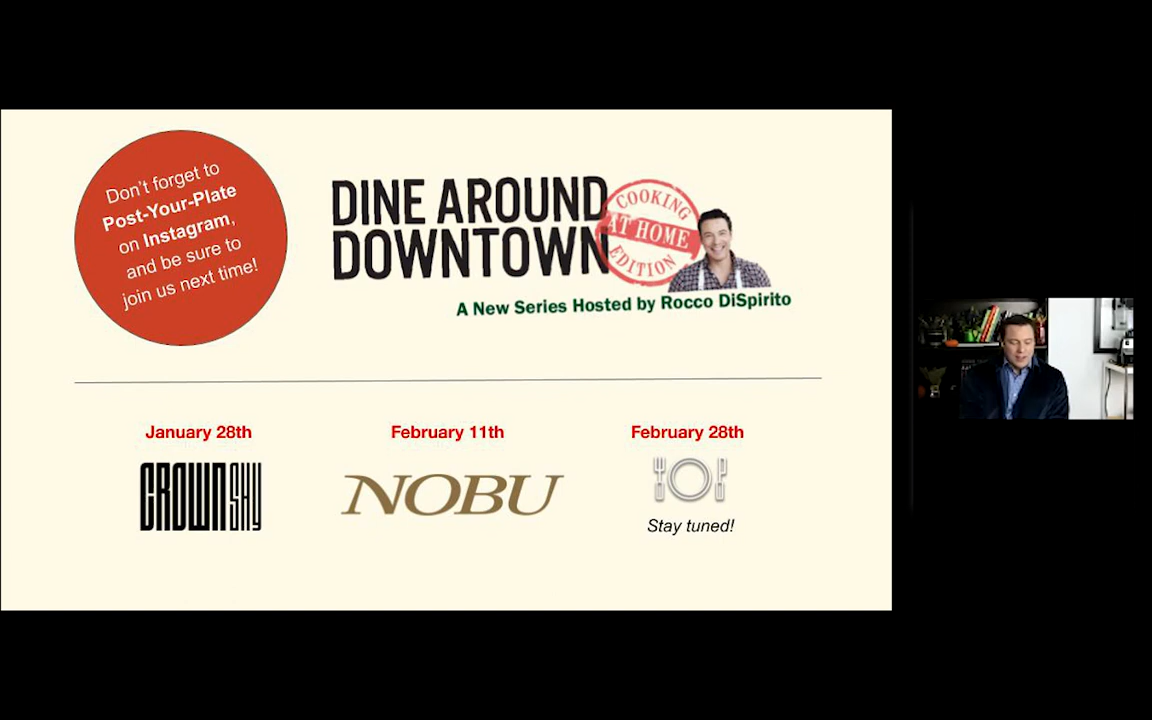 Don't forget to
Post-Your-Plate
on Instagram,
and be sure to
join us next time!
DINE AROUND
DOWNTOWN
COOKING
AT HOME
EDITION
A New Series Hosted by Rocco DiSpirito
January 28th
CROWN SHY
February 11th
NOBU
February 28th
Stay tuned!